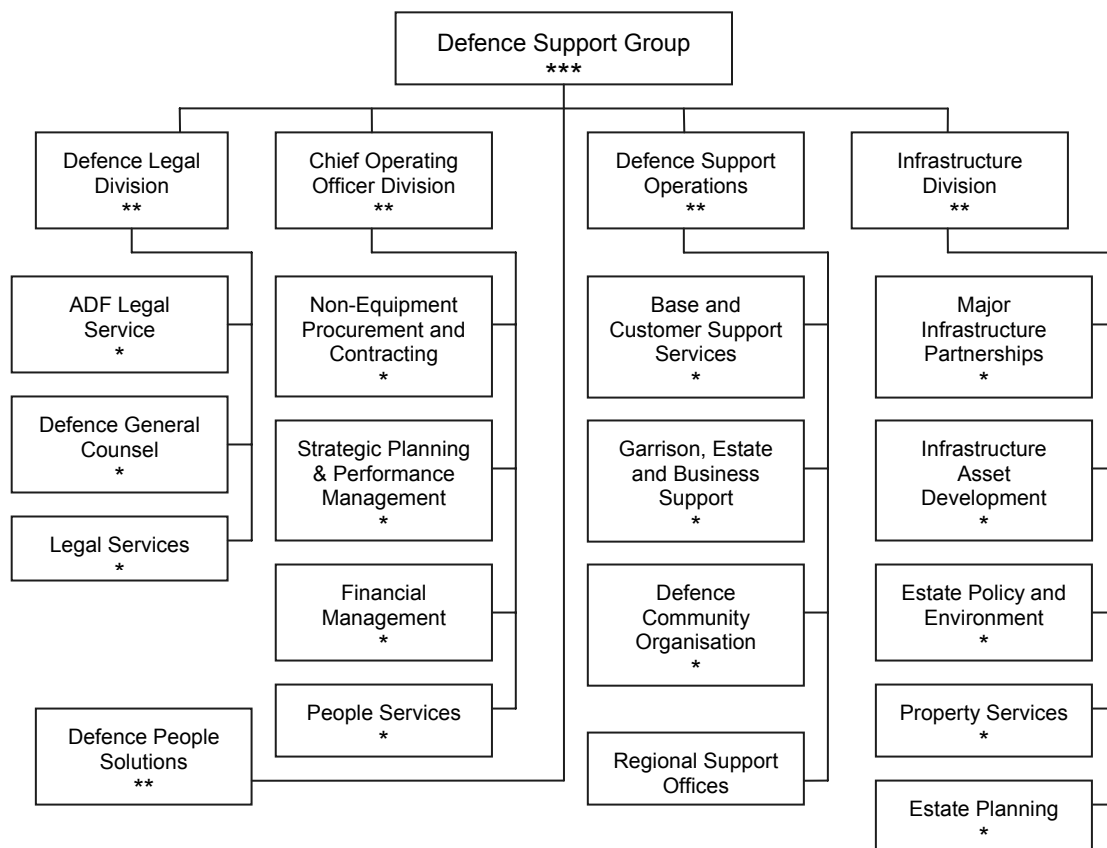 Defence Support Group
***
Defence Legal
Division
**
Chief Operating
Officer Division
**
Defence Support
Operations
**
Infrastructure
Division
**
ADF Legal
Service
*
Defence General
Counsel
*
Legal Services
*
Defence People
Solutions
**
Non-Equipment
Procurement and
Contracting
*
Strategic Planning
& Performance
Management
*
Financial
Management
*
People Services
*
Base and
Customer Support
Services
*
Garrison, Estate
and Business
Support
*
Defence
Community
Organisation
*
Regional Support
Offices
Major
Infrastructure
Partnerships
*
Infrastructure
Asset
Development
*
Estate Policy and
Environment
*
Property Services
*
Estate Planning
*